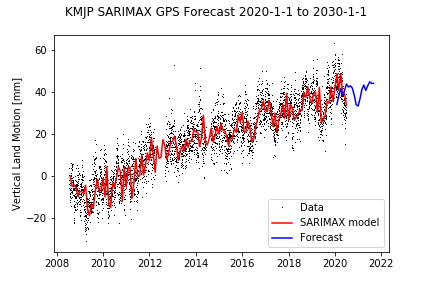 KMJP SARIMAX GPS Forecast 2020-1-1 to 2030-1-1
Vertical Land Motion [mm]
60
40
20
0
−20
2008 2010 2012 2014 2016 2018 2020 2022
Data
SARIMAX model
Forecast